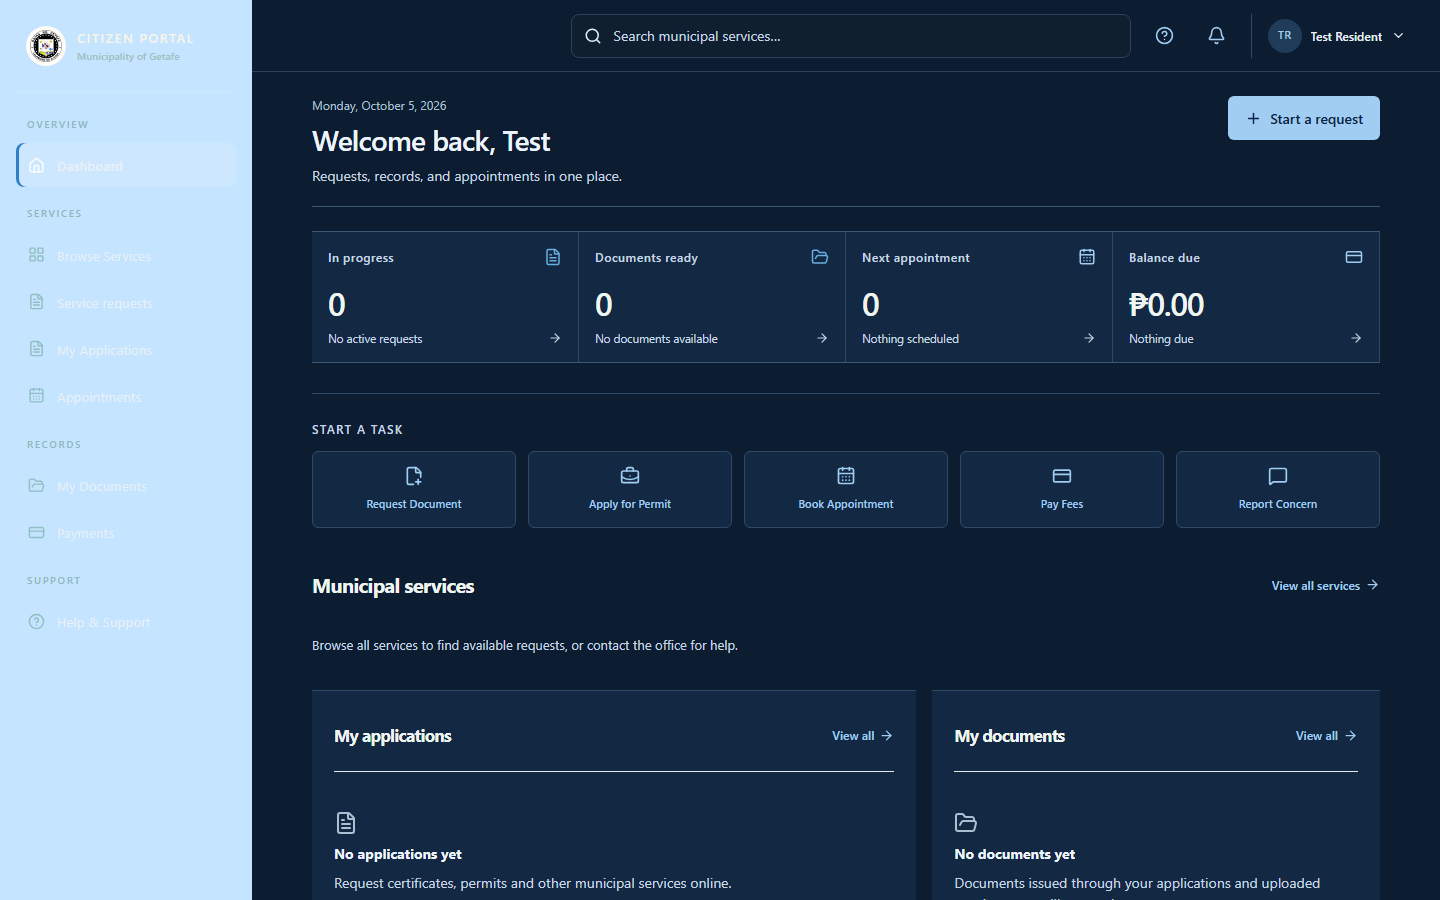 CITIZEN PORTAL
Municipality of Getafe
OVERVIEW
Dashboard
SERVICES
Browse Services
Service requests
My Applications
Appointments
RECORDS
My Documents
Payments
SUPPORT
Help & Support
Search municipal services...
TR
Test Resident
Monday, October 5, 2026
Welcome back, Test
Requests, records, and appointments in one place.
Start a request
In progress
0
No active requests
Documents ready
0
No documents available
Next appointment
0
Nothing scheduled
Balance due
₱0.00
Nothing due
START A TASK
Request Document
Apply for Permit
Book Appointment
Pay Fees
Report Concern
Municipal services
View all services
Browse all services to find available requests, or contact the office for help.
My applications
View all
No applications yet
Request certificates, permits and other municipal services online.
My documents
View all
No documents yet
Documents issued through your applications and uploaded